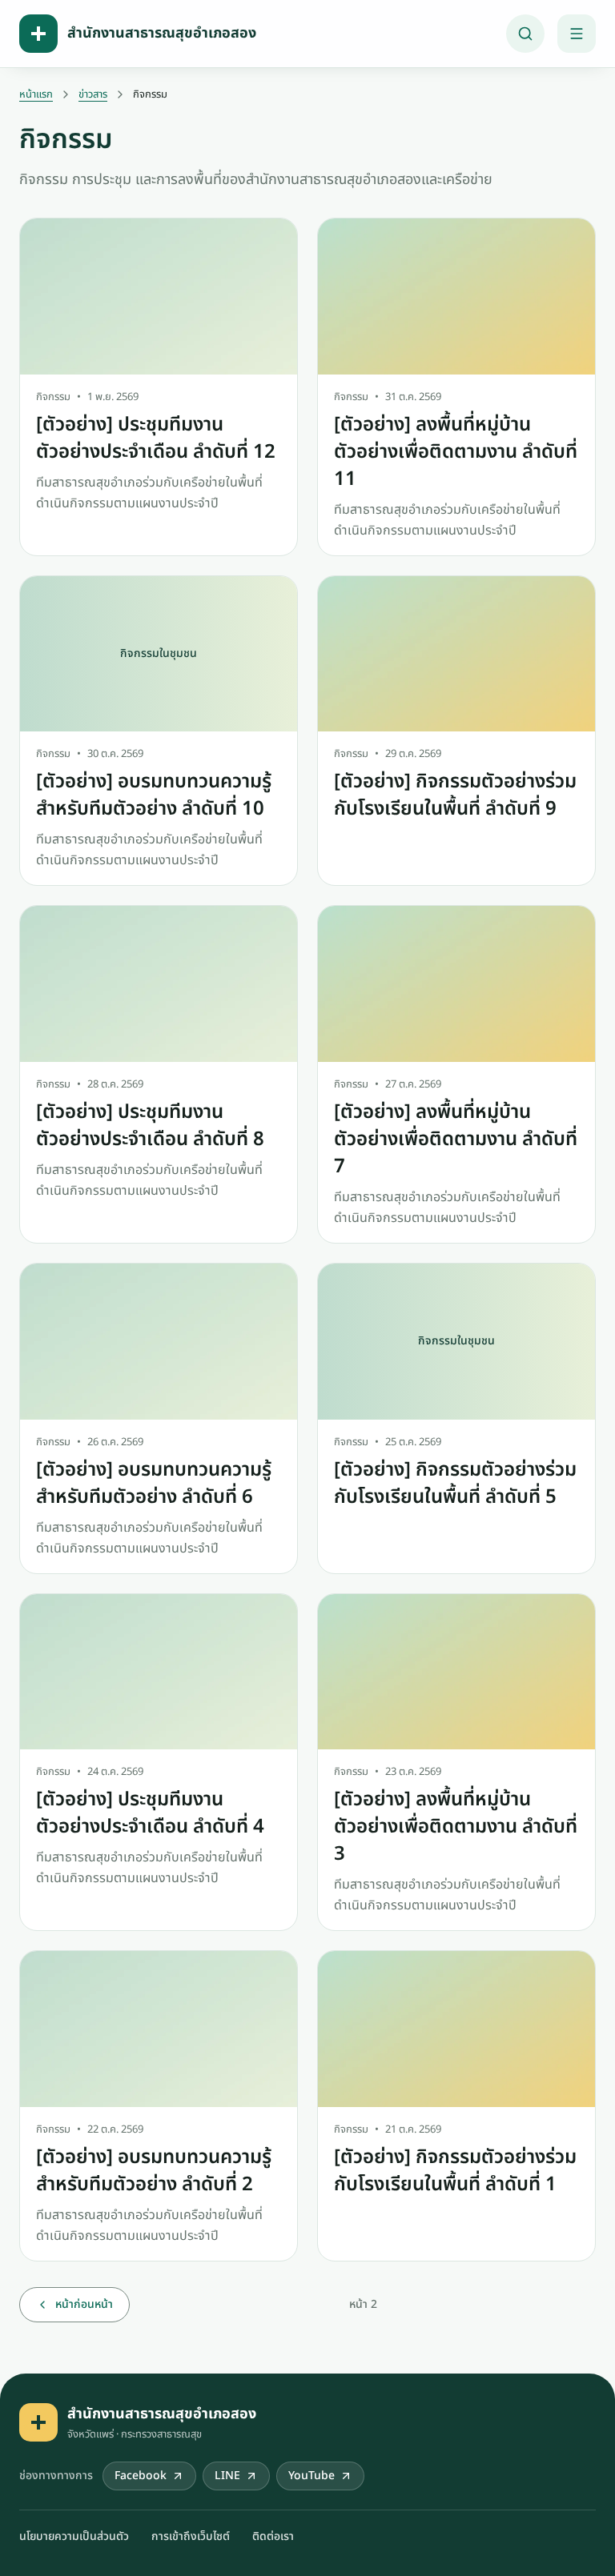 สำนักงานสาธารณสุขอำเภอสอง
หน้าแรก
ข่าวสาร
กิจกรรม
กิจกรรม
กิจกรรม การประชุม และการลงพื้นที่ของสำนักงานสาธารณสุขอำเภอสองและเครือข่าย
กิจกรรม • 1 พ.ย. 2569
[ตัวอย่าง] ประชุมทีมงาน
ตัวอย่างประจำเดือน ลำดับที่ 12
ทีมสาธารณสุขอำเภอร่วมกับเครือข่ายในพื้นที่
ดำเนินกิจกรรมตามแผนงานประจำปี
กิจกรรม • 31 ต.ค. 2569
[ตัวอย่าง] ลงพื้นที่หมู่บ้าน
ตัวอย่างเพื่อติดตามงาน ลำดับที่
11
ทีมสาธารณสุขอำเภอร่วมกับเครือข่ายในพื้นที่
ดำเนินกิจกรรมตามแผนงานประจำปี
กิจกรรมในชุมชน
กิจกรรม • 30 ต.ค. 2569
[ตัวอย่าง] อบรมทบทวนความรู้
สำหรับทีมตัวอย่าง ลำดับที่ 10
ทีมสาธารณสุขอำเภอร่วมกับเครือข่ายในพื้นที่
ดำเนินกิจกรรมตามแผนงานประจำปี
กิจกรรม • 29 ต.ค. 2569
[ตัวอย่าง] กิจกรรมตัวอย่างร่วม
กับโรงเรียนในพื้นที่ ลำดับที่ 9
กิจกรรม • 28 ต.ค. 2569
[ตัวอย่าง] ประชุมทีมงาน
ตัวอย่างประจำเดือน ลำดับที่ 8
ทีมสาธารณสุขอำเภอร่วมกับเครือข่ายในพื้นที่
ดำเนินกิจกรรมตามแผนงานประจำปี
กิจกรรม • 27 ต.ค. 2569
[ตัวอย่าง] ลงพื้นที่หมู่บ้าน
ตัวอย่างเพื่อติดตามงาน ลำดับที่
7
ทีมสาธารณสุขอำเภอร่วมกับเครือข่ายในพื้นที่
ดำเนินกิจกรรมตามแผนงานประจำปี
กิจกรรม • 26 ต.ค. 2569
[ตัวอย่าง] อบรมทบทวนความรู้
สำหรับทีมตัวอย่าง ลำดับที่ 6
ทีมสาธารณสุขอำเภอร่วมกับเครือข่ายในพื้นที่
ดำเนินกิจกรรมตามแผนงานประจำปี
กิจกรรมในชุมชน
กิจกรรม • 25 ต.ค. 2569
[ตัวอย่าง] กิจกรรมตัวอย่างร่วม
กับโรงเรียนในพื้นที่ ลำดับที่ 5
กิจกรรม • 24 ต.ค. 2569
[ตัวอย่าง] ประชุมทีมงาน
ตัวอย่างประจำเดือน ลำดับที่ 4
ทีมสาธารณสุขอำเภอร่วมกับเครือข่ายในพื้นที่
ดำเนินกิจกรรมตามแผนงานประจำปี
กิจกรรม • 23 ต.ค. 2569
[ตัวอย่าง] ลงพื้นที่หมู่บ้าน
ตัวอย่างเพื่อติดตามงาน ลำดับที่
3
ทีมสาธารณสุขอำเภอร่วมกับเครือข่ายในพื้นที่
ดำเนินกิจกรรมตามแผนงานประจำปี
กิจกรรม • 22 ต.ค. 2569
[ตัวอย่าง] อบรมทบทวนความรู้
สำหรับทีมตัวอย่าง ลำดับที่ 2
ทีมสาธารณสุขอำเภอร่วมกับเครือข่ายในพื้นที่
ดำเนินกิจกรรมตามแผนงานประจำปี
กิจกรรม • 21 ต.ค. 2569
[ตัวอย่าง] กิจกรรมตัวอย่างร่วม
กับโรงเรียนในพื้นที่ ลำดับที่ 1
หน้าก่อนหน้า
หน้า 2
สำนักงานสาธารณสุขอำเภอสอง
จังหวัดแพร่ · กระทรวงสาธารณสุข
ช่องทางทางการ
Facebook
LINE
YouTube
นโยบายความเป็นส่วนตัว
การเข้าถึงเว็บไซต์
ติดต่อเรา